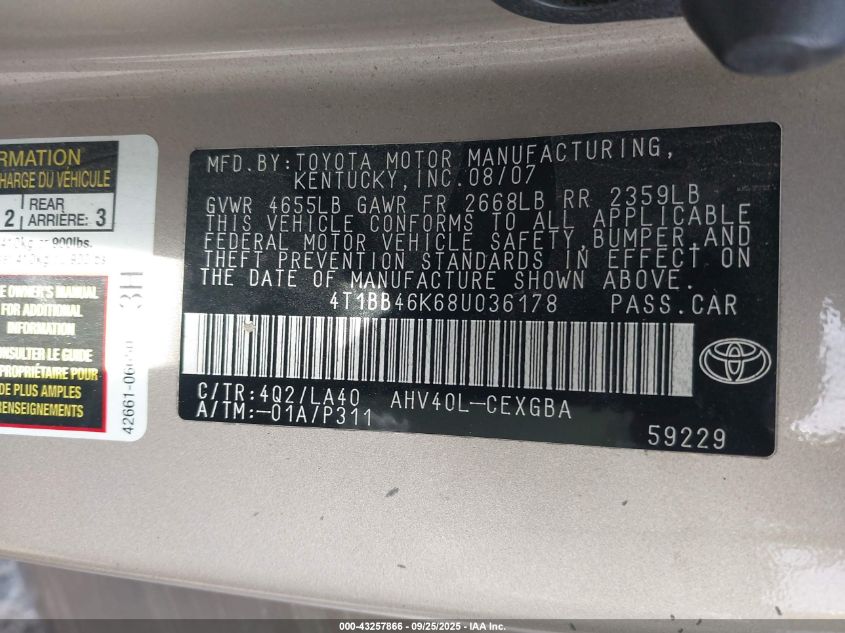 RMATION
HARGE DU VÉHICULE
2 REAR ARRIÈRE: 3
900lbs.
OWNER'S MANUAL
FOR ADDITIONAL
INFORMATION
CONSULTER LE GUIDE
PROPRIÉTAIRE POUR
DE PLUS AMPLES
RENSEIGNEMENTS
3H
MFD.BY:TOYOTA MOTOR MANUFACTURING,
KENTUCKY,INC.08/07
GVWR 4655LB GAWR FR 2668LB RR 2359LB
THIS VEHICLE CONFORMS TO ALL APPLICABLE
FEDERAL MOTOR VEHICLE SAFETY,BUMPER,AND
THEFT PREVENTION STANDARDS IN EFFECT ON
THE DATE OF MANUFACTURE SHOWN ABOVE.
4T1BB46K68U036178 PASS.CAR
C/TR:4Q2/LA40 AHV40L-CEXGBA
A/TM:-01A/P311
59229
TOYOTA
000-43257866 - 09/25/2025 - IAA Inc.